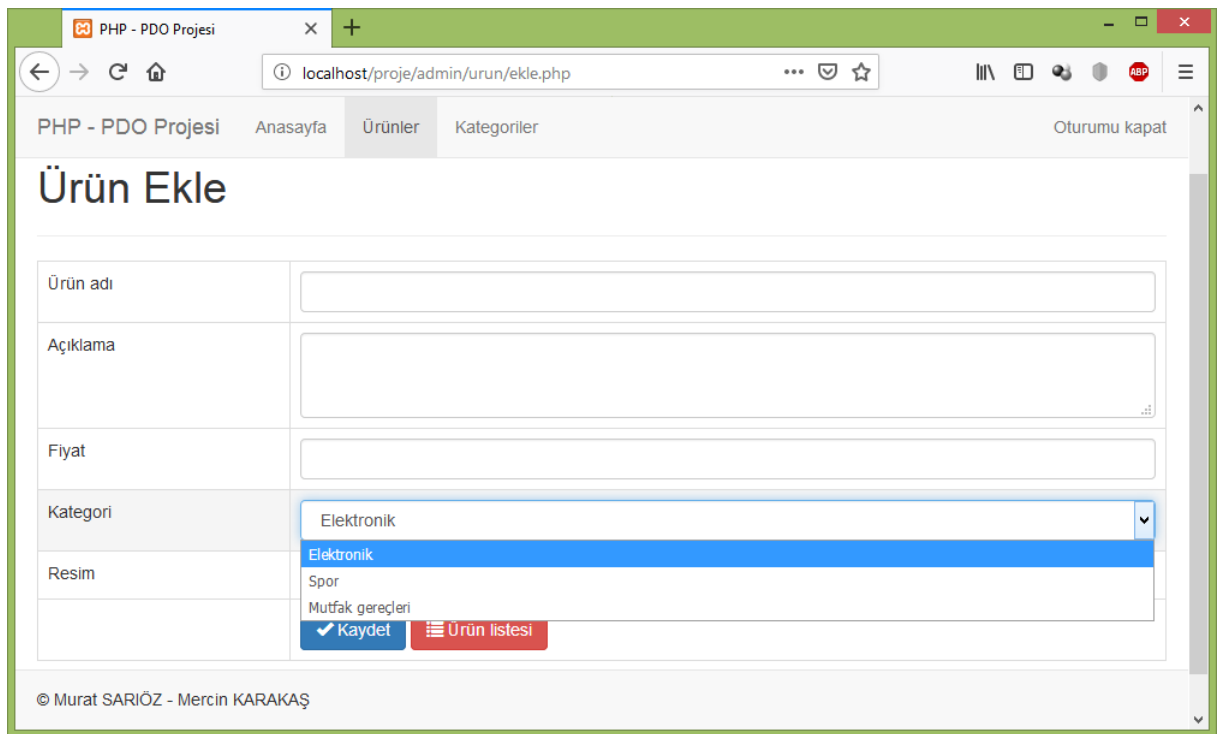 PHP - PDO Projesi
localhost/proje/admin/urun/ekle.php
ABP
PHP - PDO Projesi Anasayfa Ürünler Kategoriler Oturumu kapat
Ürün Ekle
Ürün adı
Açıklama
Fiyat
Kategori Elektronik
Elektronik
Resim
Spor
Mutfak gereçleri
Kaydet Ürün listesi
© Murat SARIÖZ - Mercin KARAKAŞ